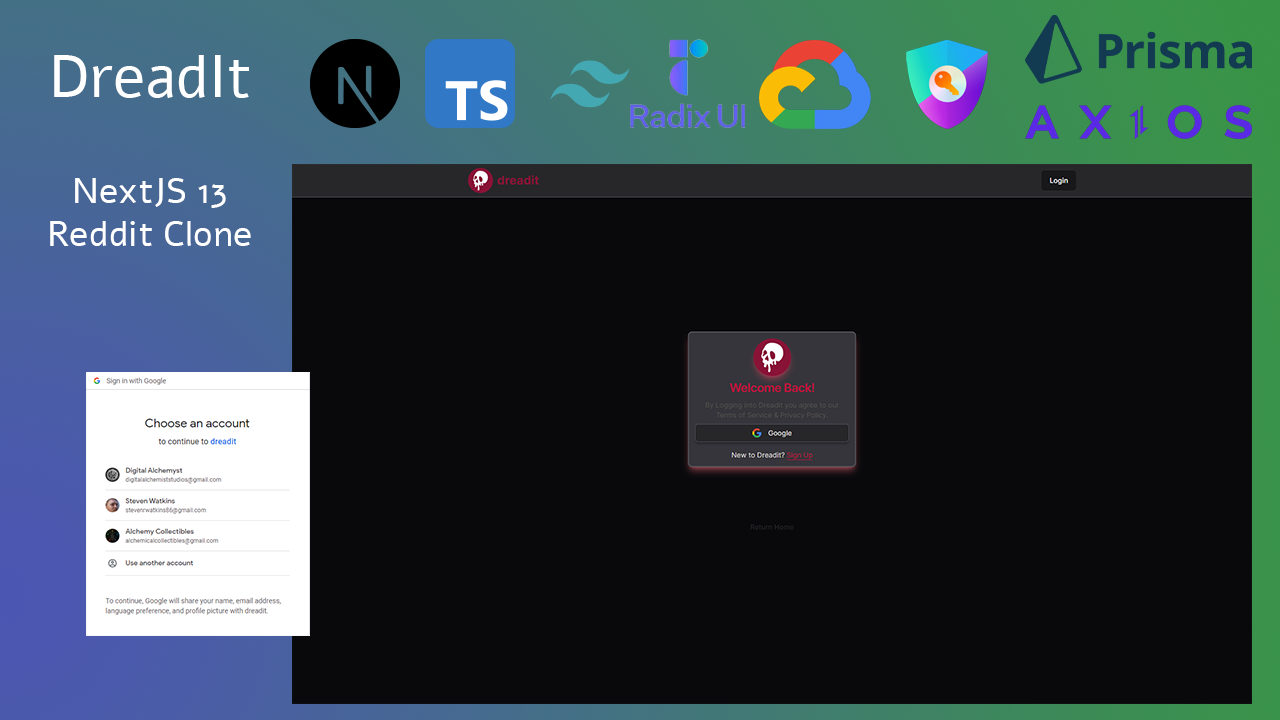 DreadIt
TS
Radix UI
Prisma
AXIOS
NextJS 13
Reddit Clone
dreadit
Login
Welcome Back!
By Logging into Dreadit you agree to our
Terms of Service & Privacy Policy.
Google
New to Dreadit? Sign Up
Return Home
Sign in with Google
Choose an account
to continue to dreadit
Digital Alchemyst
digitalalchemiststudios@gmail.com
Steven Watkins
stevenrwatkins86@gmail.com
Alchemy Collectibles
alchemicalcollectibles@gmail.com
Use another account
To continue, Google will share your name, email address,
language preference, and profile picture with dreadit.